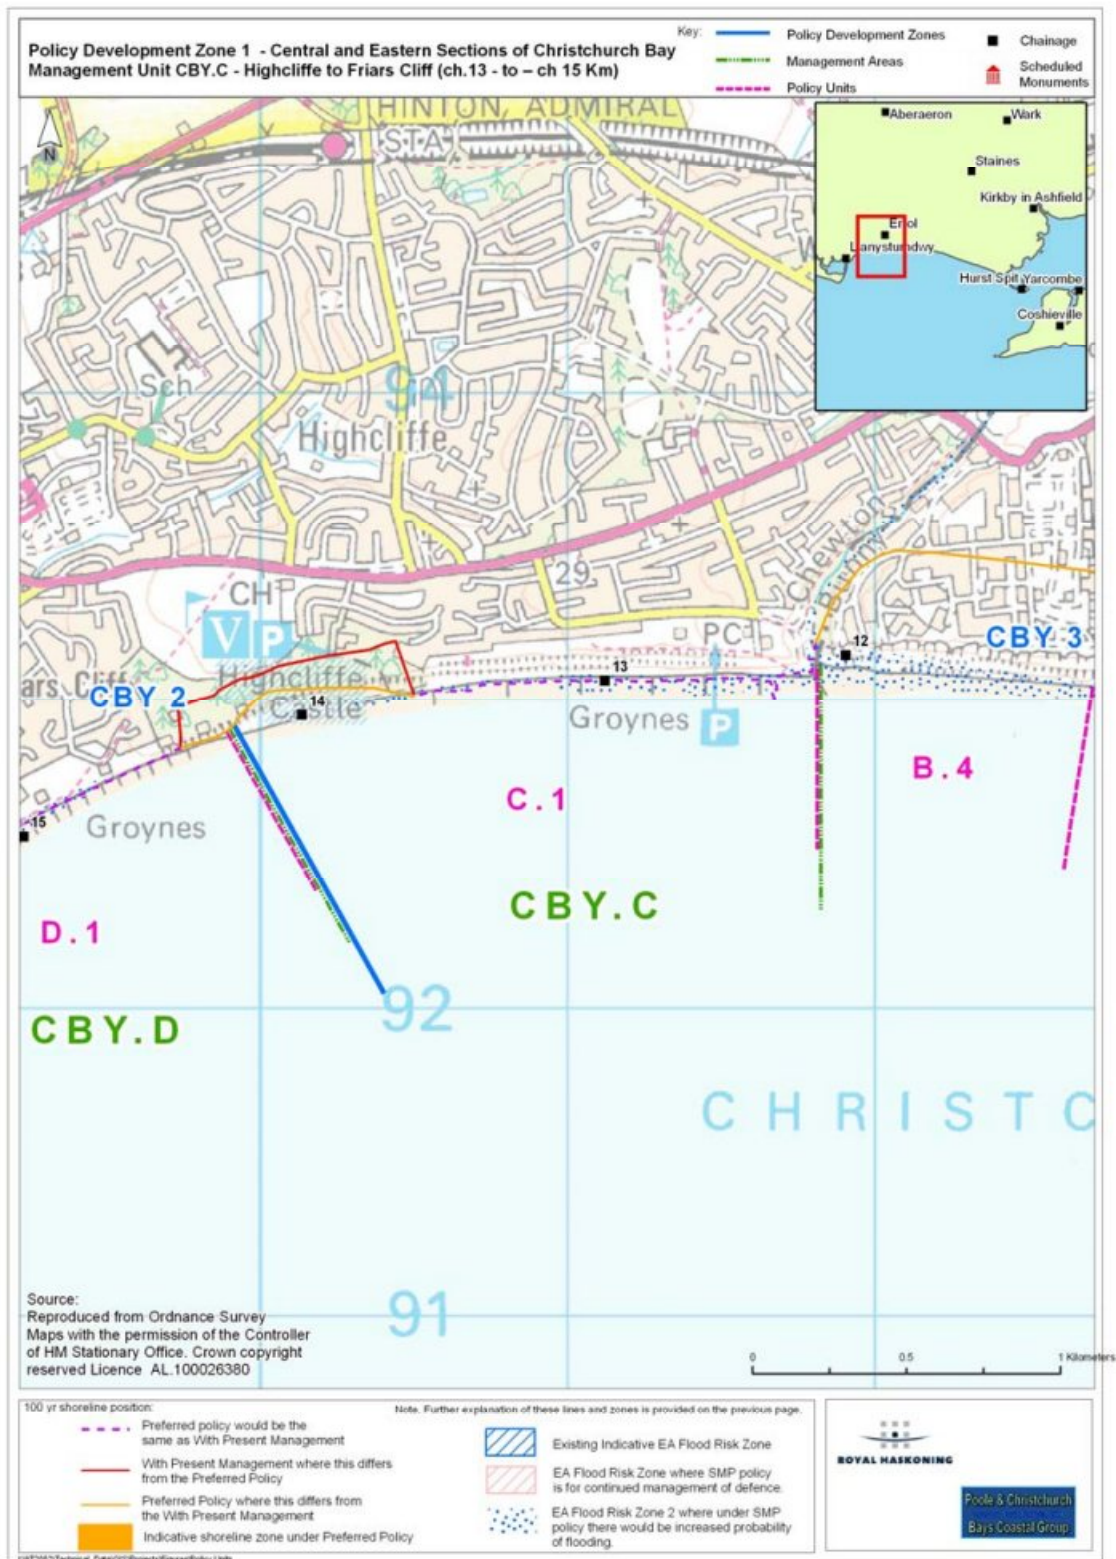 Policy Development Zone 1 - Central and Eastern Sections of Christchurch Bay
Management Unit CBY.C - Highcliffe to Friars Cliff (ch.13 - to – ch 15 Km)
Key:
Policy Development Zones
Management Areas
Policy Units
Chainage
Scheduled
Monuments
N
HINTON ADMIRAL
STA
Aberaeron
Wark
Staines
Kirkby in Ashfield
Errol
Llanystumdwy
Hurst Spit
Yarcombe
Coshieville
Sch
94
Highcliffe
Chewton
Bunny
29
CH
V P
PC
12
CBY 3
13
ars Cliff
CBY 2
Highcliffe
Castle
14
Groynes
P
B.4
C.1
15
Groynes
CBY.C
D.1
92
CBY.D
CHRISTC
91
Source:
Reproduced from Ordnance Survey
Maps with the permission of the Controller
of HM Stationary Office. Crown copyright
reserved Licence AL.100026380
0 0.5 1 Kilometers
100 yr shoreline position:
Preferred policy would be the
same as With Present Management
With Present Management where this differs
from the Preferred Policy
Preferred Policy where this differs from
the With Present Management
Indicative shoreline zone under Preferred Policy
Note. Further explanation of these lines and zones is provided on the previous page.
Existing Indicative EA Flood Risk Zone
EA Flood Risk Zone where SMP policy
is for continued management of defence.
EA Flood Risk Zone 2 where under SMP
policy there would be increased probability
of flooding.
ROYAL HASKONING
Poole & Christchurch
Bays Coastal Group